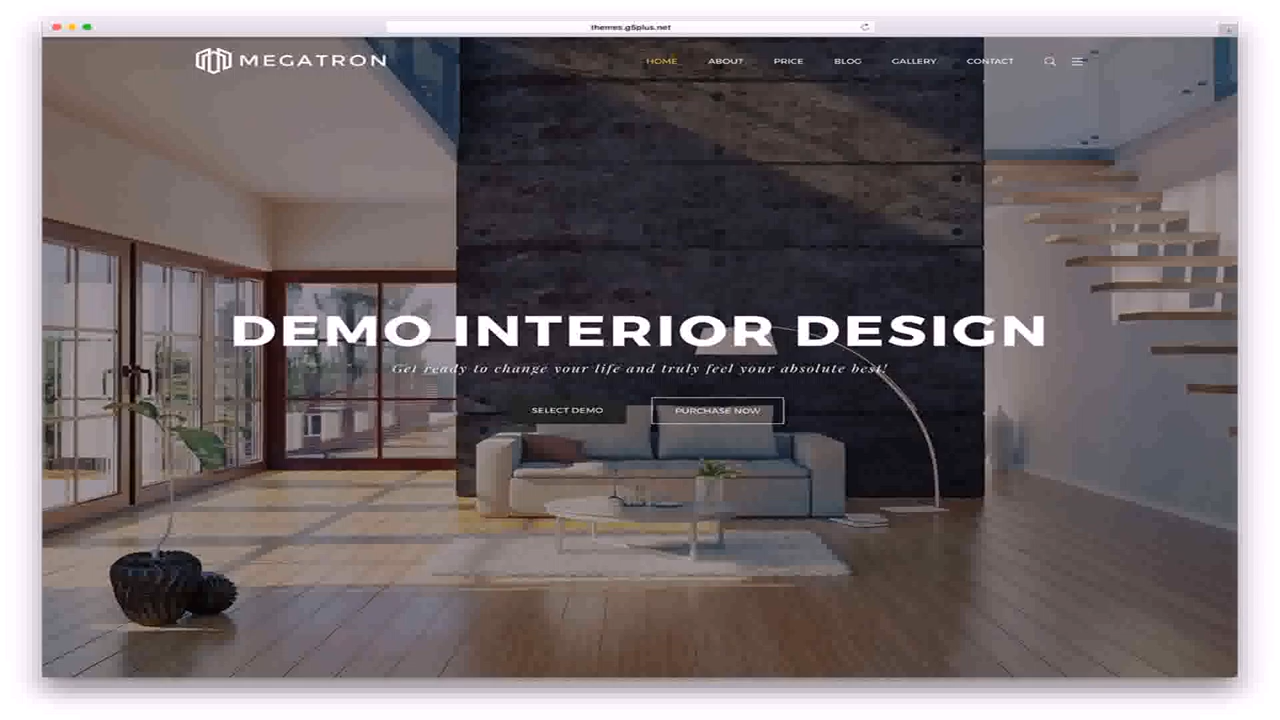 themes.g5plus.net
MEGATRON
HOME ABOUT PRICE BLOG GALLERY CONTACT
DEMO INTERIOR DESIGN
Get ready to change your life and truly feel your absolute best!
SELECT DEMO PURCHASE NOW